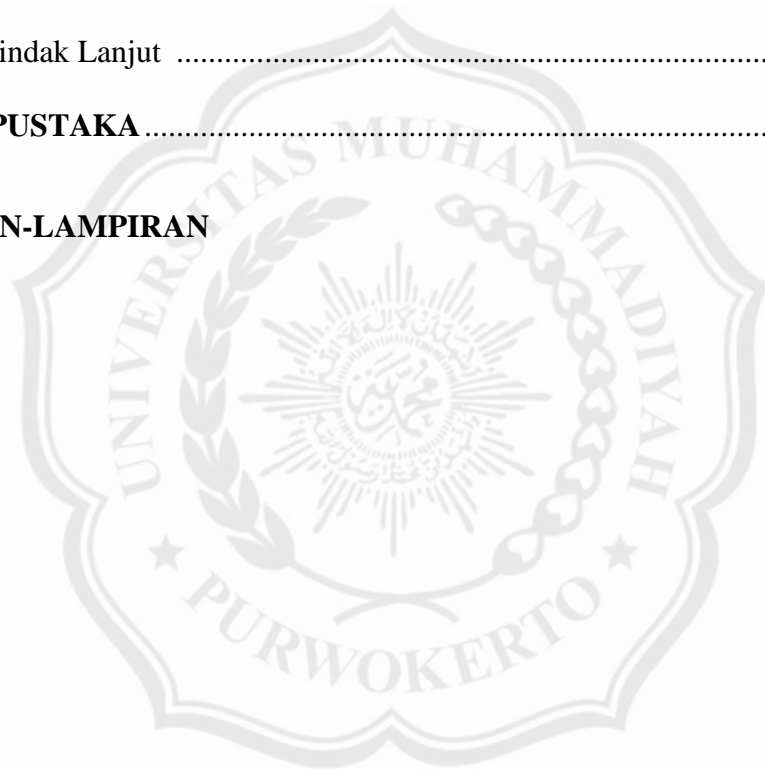 indak Lanjut ..........................................................................
PUSTAKA..............................................................................
N-LAMPIRAN
UNIVERSITAS MUHAMMADIYAH
PURWOKERTO